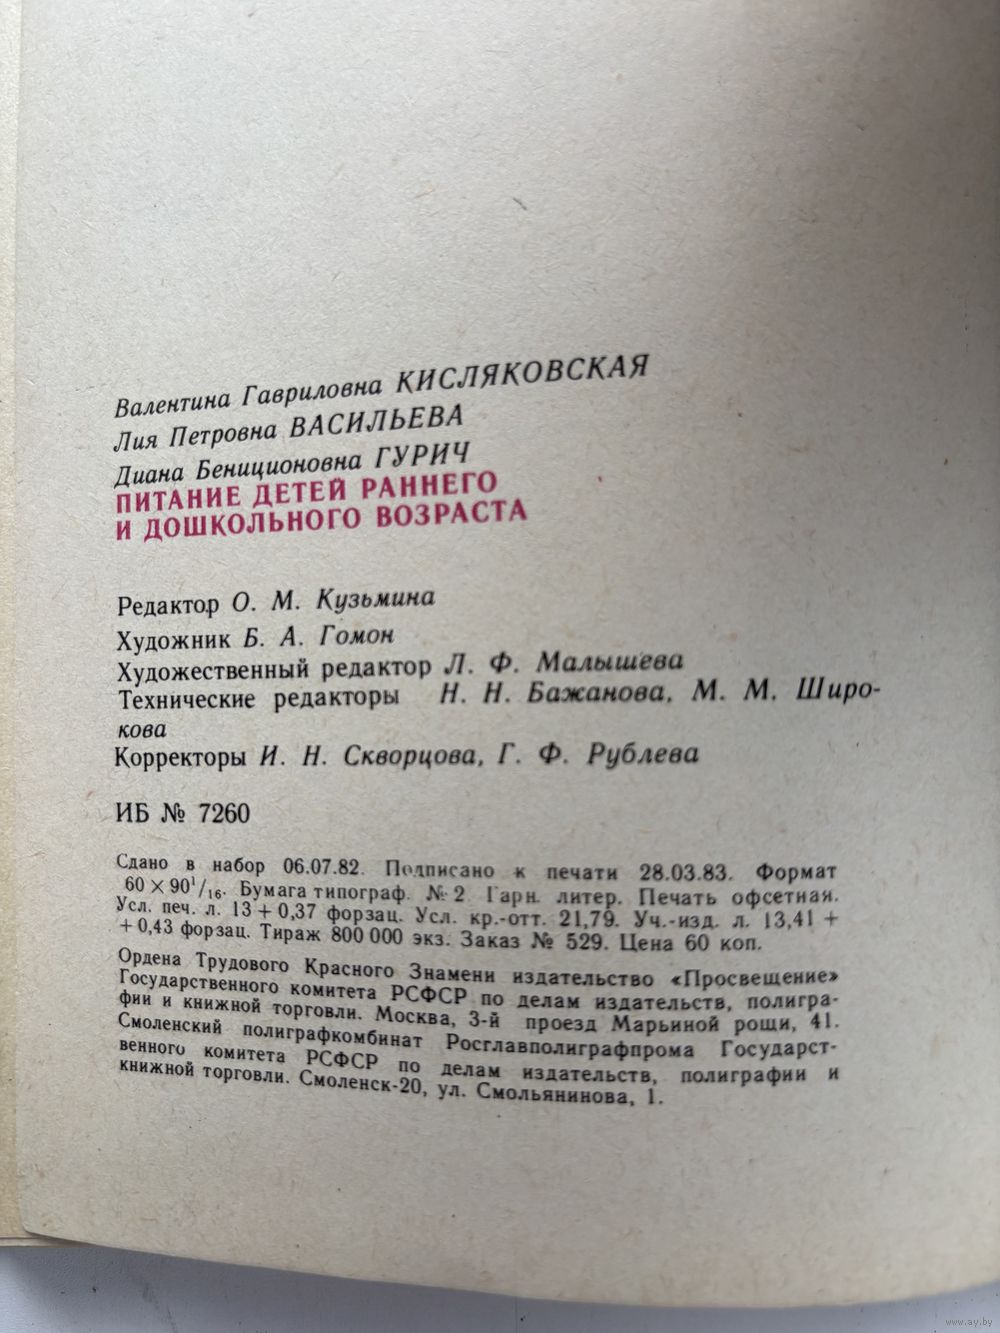 Валентина Гавриловна КИСЛЯКОВСКАЯ
Лия Петровна ВАСИЛЬЕВА
Диана Бениционовна ГУРИЧ
ПИТАНИЕ ДЕТЕЙ РАННЕГО
И ДОШКОЛЬНОГО ВОЗРАСТА
Редактор О. М. Кузьмина
Художник Б. А. Гомон
Художественный редактор Л. Ф. Малышева
Технические редакторы Н. Н. Бажанова, М. М. Широ-
кова
Корректоры И. Н. Скворцова, Г. Ф. Рублева
ИБ № 7260
Сдано в набор 06.07.82. Подписано к печати 28.03.83. Формат
60 × 90¹/₁₆. Бумага типограф. № 2 Гарн. литер. Печать офсетная.
Усл. печ. л. 13 + 0,37 форзац. Усл. кр.-отт. 21,79. Уч.-изд. л. 13,41 +
+ 0,43 форзац. Тираж 800 000 экз. Заказ № 529. Цена 60 коп.
Ордена Трудового Красного Знамени издательство «Просвещение»
Государственного комитета РСФСР по делам издательств, полигра-
фии и книжной торговли. Москва, 3-й проезд Марьиной рощи, 41.
Смоленский полиграфкомбинат Росглавполиграфпрома Государст-
венного комитета РСФСР по делам издательств, полиграфии и
книжной торговли. Смоленск-20, ул. Смольянинова, 1.
www.ay.by